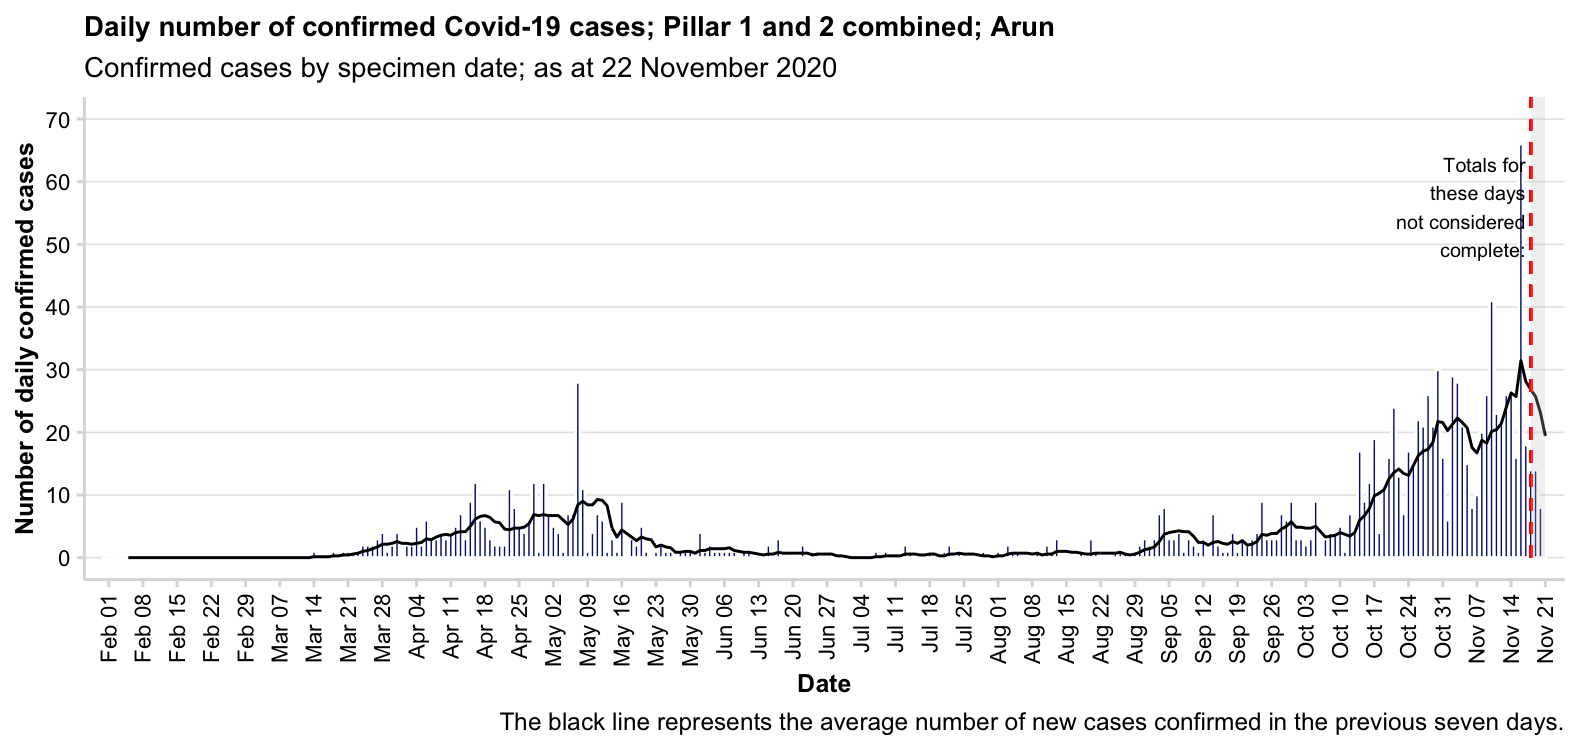 Daily number of confirmed Covid-19 cases; Pillar 1 and 2 combined; Arun
Confirmed cases by specimen date; as at 22 November 2020
Number of daily confirmed cases
70
60
50
40
30
20
10
0
Totals for
these days
not considered
complete:
Feb 01
Feb 08
Feb 15
Feb 22
Feb 29
Mar 07
Mar 14
Mar 21
Mar 28
Apr 04
Apr 11
Apr 18
Apr 25
May 02
May 09
May 16
May 23
May 30
Jun 06
Jun 13
Jun 20
Jun 27
Jul 04
Jul 11
Jul 18
Jul 25
Aug 01
Aug 08
Aug 15
Aug 22
Aug 29
Sep 05
Sep 12
Sep 19
Sep 26
Oct 03
Oct 10
Oct 17
Oct 24
Oct 31
Nov 07
Nov 14
Nov 21
Date
The black line represents the average number of new cases confirmed in the previous seven days.